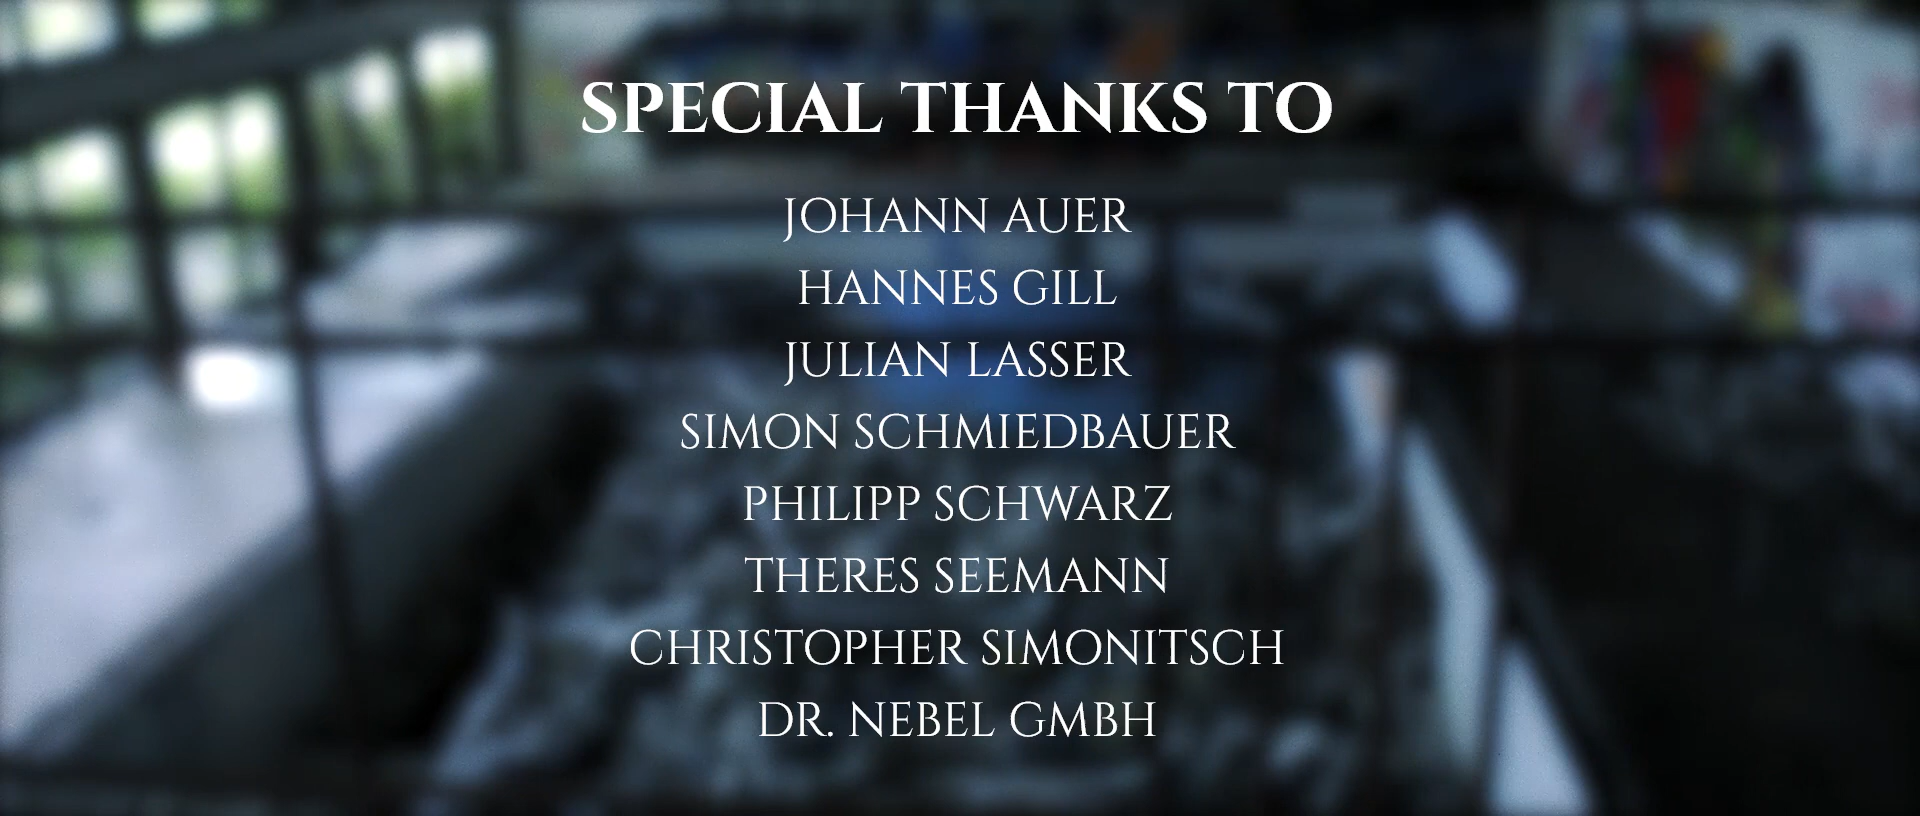 SPECIAL THANKS TO
JOHANN AUER
HANNES GILL
JULIAN LASSER
SIMON SCHMIEDBAUER
PHILIPP SCHWARZ
THERES SEEMANN
CHRISTOPHER SIMONITSCH
DR. NEBEL GMBH